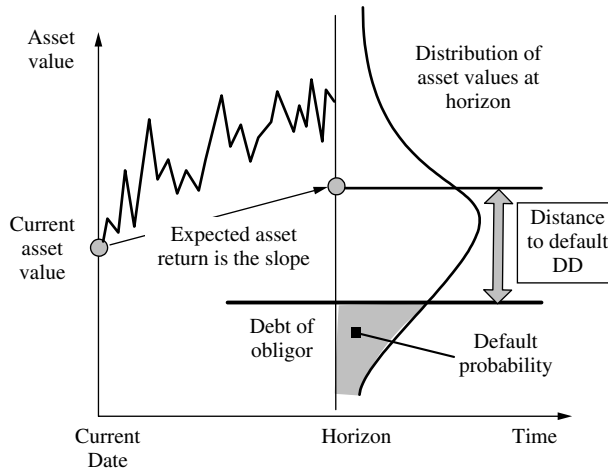 Asset
value
Distribution of
asset values at
horizon
Current
asset
value
Expected asset
return is the slope
Distance
to default
DD
Debt of
obligor
Default
probability
Current
Date
Horizon
Time